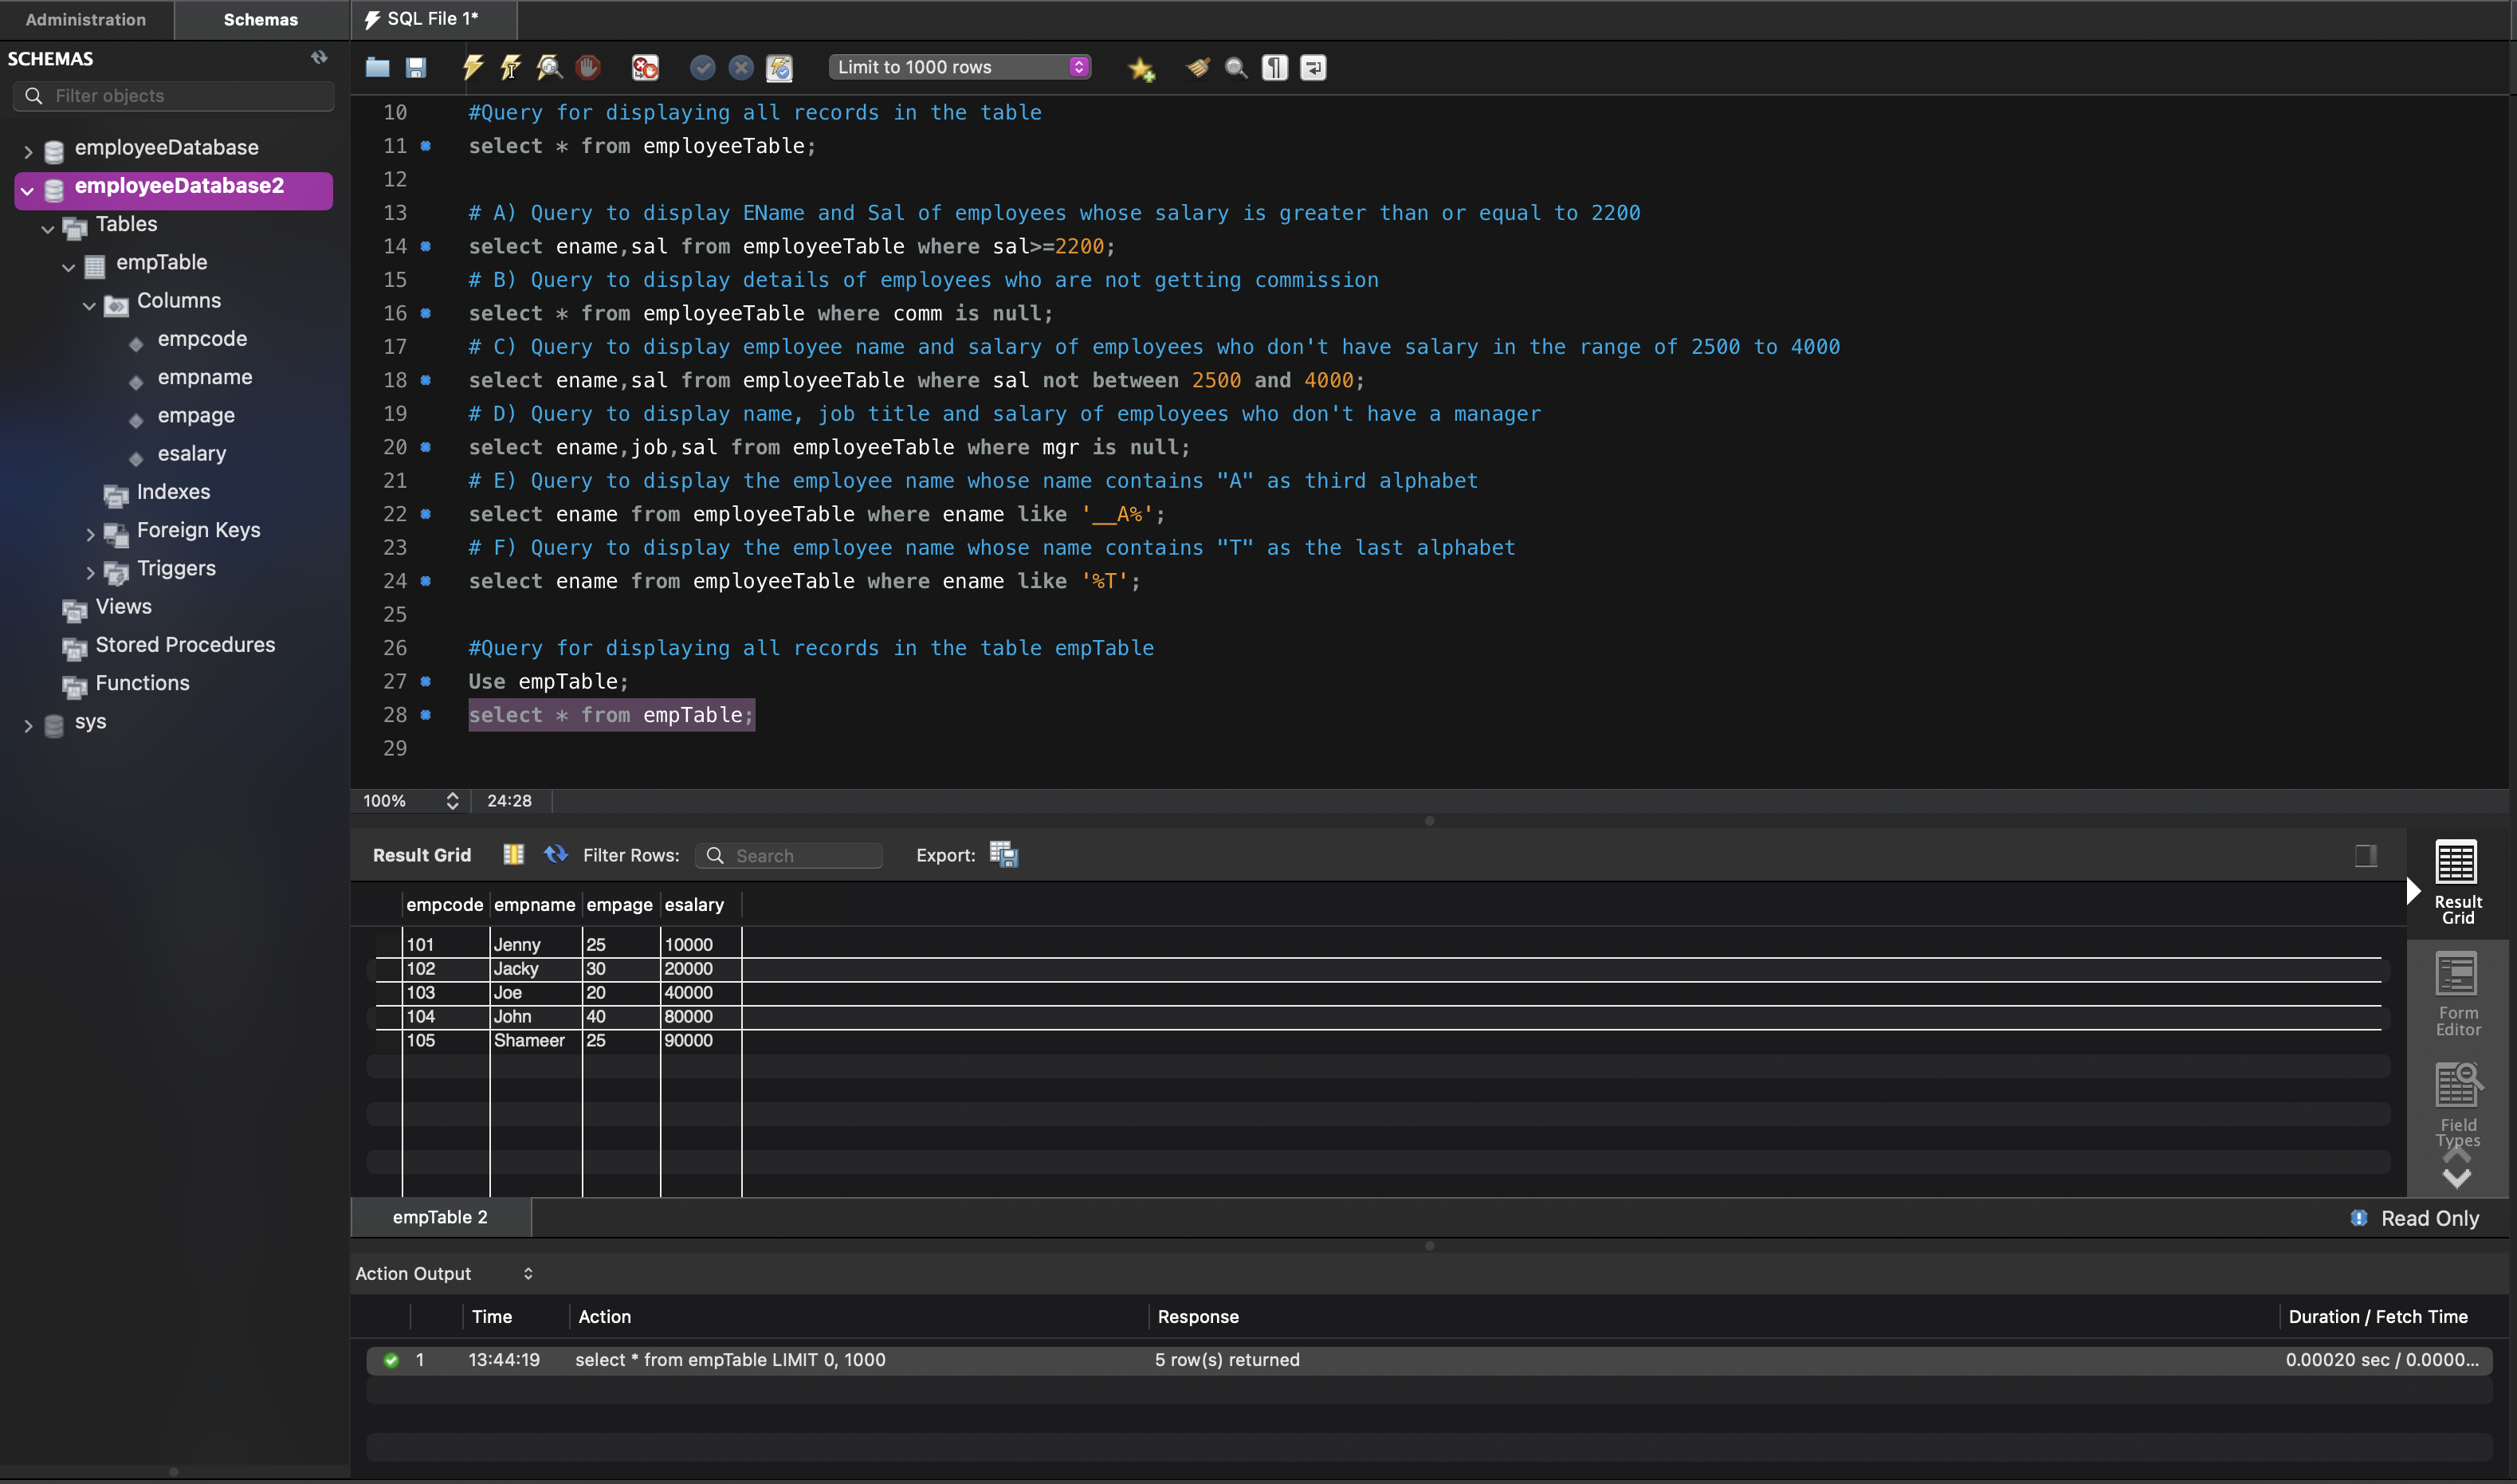 Administration
Schemas
SQL File 1*
SCHEMAS
Filter objects
Limit to 1000 rows
employeeDatabase
employeeDatabase2
Tables
empTable
Columns
empcode
empname
empage
esalary
Indexes
Foreign Keys
Triggers
Views
Stored Procedures
Functions
sys
10 #Query for displaying all records in the table
11 select * from employeeTable;
12
13 # A) Query to display EName and Sal of employees whose salary is greater than or equal to 2200
14 select ename,sal from employeeTable where sal>=2200;
15 # B) Query to display details of employees who are not getting commission
16 select * from employeeTable where comm is null;
17 # C) Query to display employee name and salary of employees who don't have salary in the range of 2500 to 4000
18 select ename,sal from employeeTable where sal not between 2500 and 4000;
19 # D) Query to display name, job title and salary of employees who don't have a manager
20 select ename,job,sal from employeeTable where mgr is null;
21 # E) Query to display the employee name whose name contains "A" as third alphabet
22 select ename from employeeTable where ename like '__A%';
23 # F) Query to display the employee name whose name contains "T" as the last alphabet
24 select ename from employeeTable where ename like '%T';
25
26 #Query for displaying all records in the table empTable
27 Use empTable;
28 select * from empTable;
29
100% 24:28
Result Grid Filter Rows: Search Export:
empcode empname empage esalary
101 Jenny 25 10000
102 Jacky 30 20000
103 Joe 20 40000
104 John 40 80000
105 Shameer 25 90000
Result
Grid
Form
Editor
Field
Types
empTable 2
Read Only
Action Output
Time Action Response Duration / Fetch Time
1 13:44:19 select * from empTable LIMIT 0, 1000 5 row(s) returned 0.00020 sec / 0.0000...